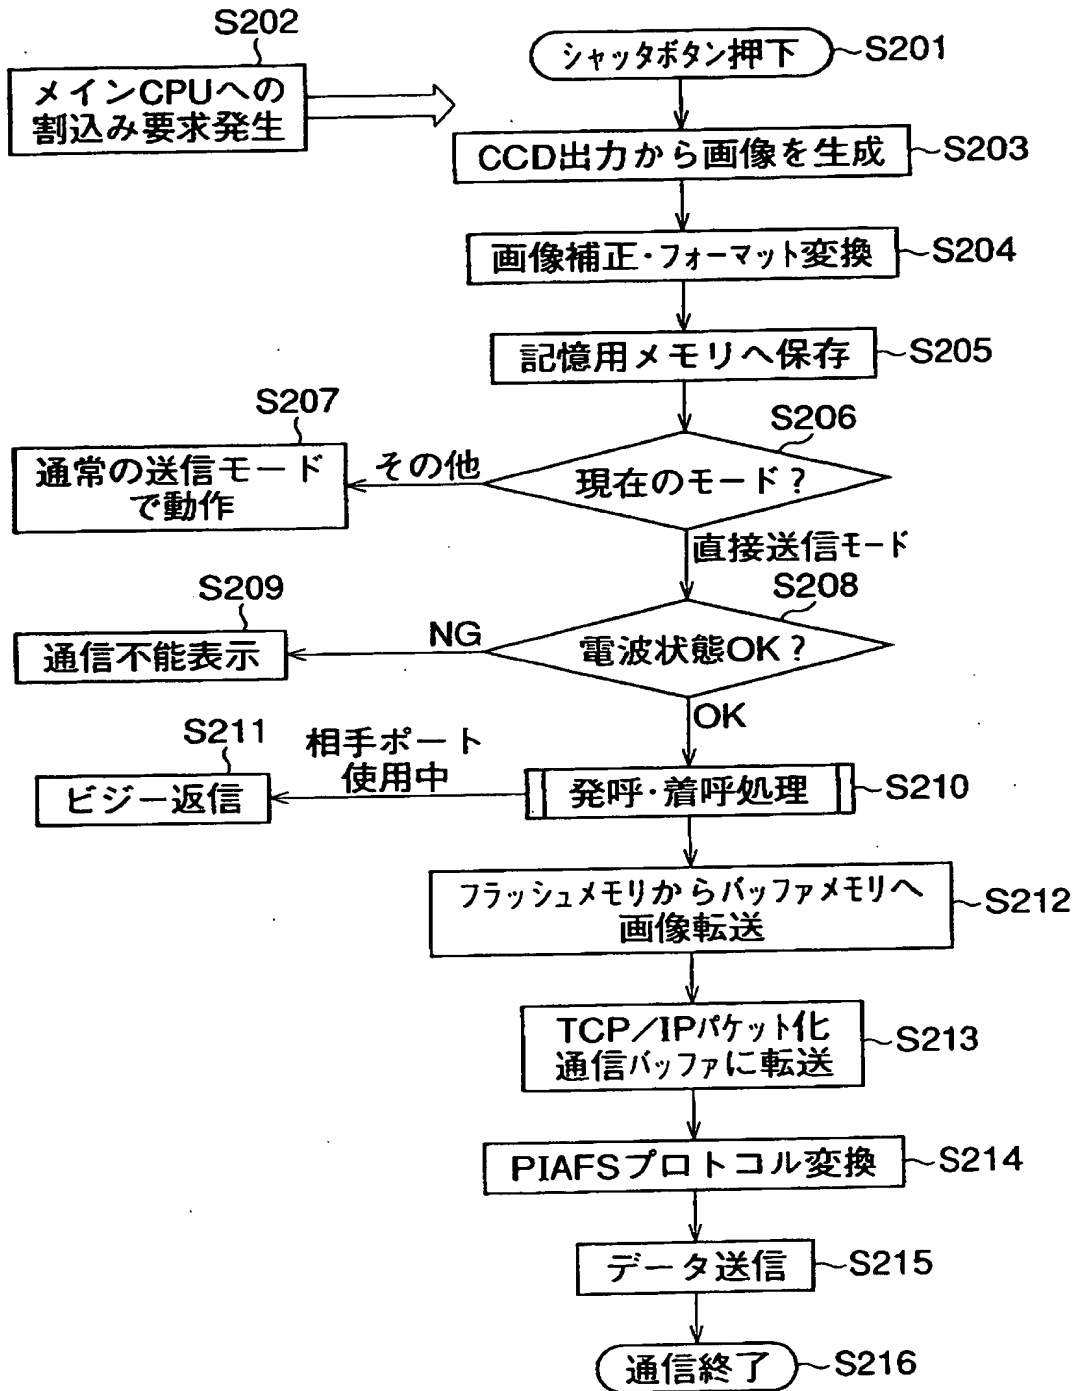 S202
メインCPUへの
割込み要求発生
シャッタボタン押下
S201
CCD出力から画像を生成
S203
画像補正・フォーマット変換
S204
記憶用メモリへ保存
S205
S206
現在のモード?
その他
S207
通常の送信モード
で動作
直接送信モード
S208
電波状態OK?
NG
S209
通信不能表示
OK
S211
相手ポート
使用中
ビジー返信
発呼・着呼処理
S210
フラッシュメモリからバッファメモリへ
画像転送
S212
TCP/IPパケット化
通信バッファに転送
S213
PIAFSプロトコル変換
S214
データ送信
S215
通信終了
S216